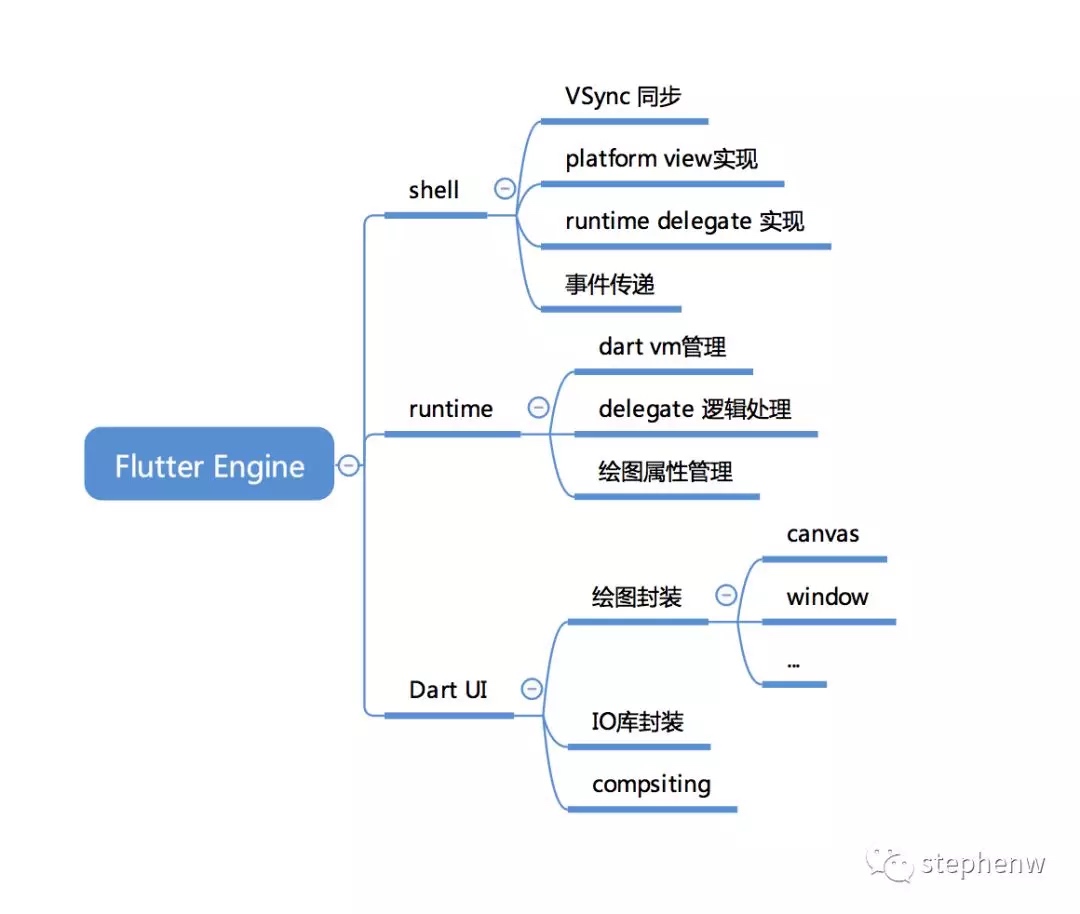 VSync 同步
platform view实现
shell
runtime delegate 实现
事件传递
dart vm管理
runtime
delegate 逻辑处理
Flutter Engine
绘图属性管理
canvas
绘图封装
window
...
Dart UI
IO库封装
compsiting
stephenw